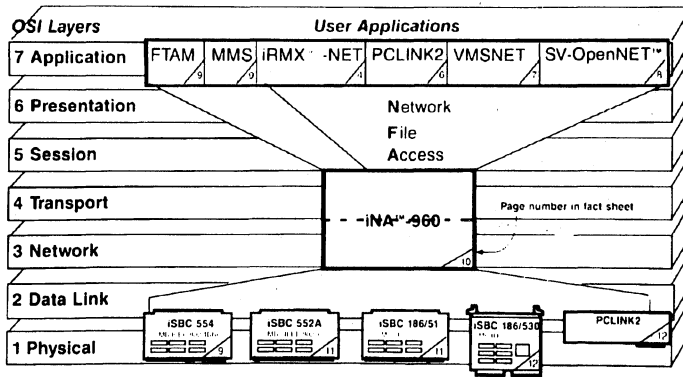 OSI Layers
User Applications
7 Application
FTAM 9
MMS 9
iRMX -NET 4
PCLINK2 6
VMSNET 7
SV-OpenNET™ 8
6 Presentation
Network
File
5 Session
Access
4 Transport
Page number in fact sheet
iNA™-960
3 Network
10
2 Data Link
iSBC 554
iSBC 552A
iSBC 186/51
iSBC 186/530
PCLINK2
1 Physical
9
11
11
12
12